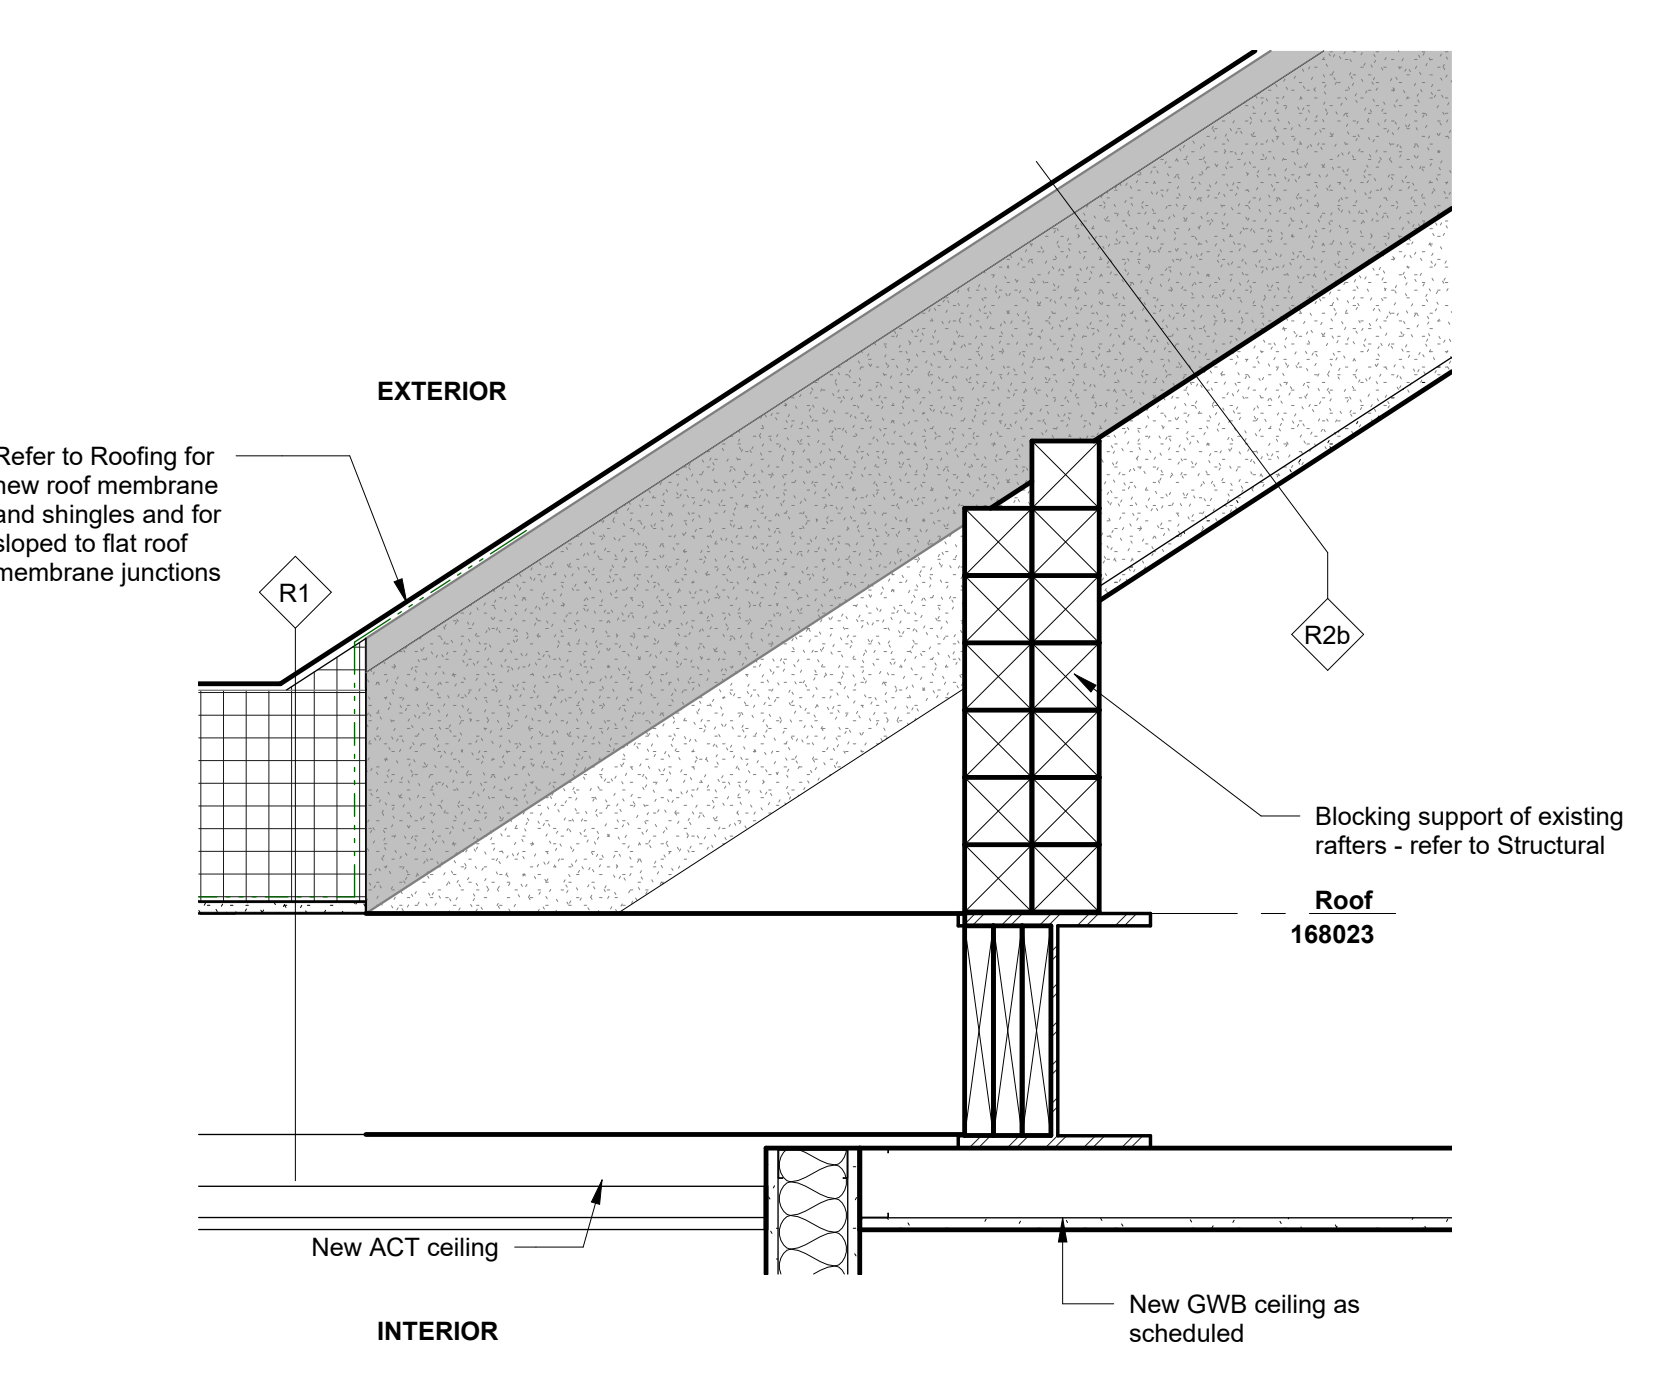 EXTERIOR
Refer to Roofing for
new roof membrane
and shingles and for
sloped to flat roof
membrane junctions
R1
R2b
Blocking support of existing
rafters - refer to Structural
Roof
168023
New ACT ceiling
New GWB ceiling as
scheduled
INTERIOR